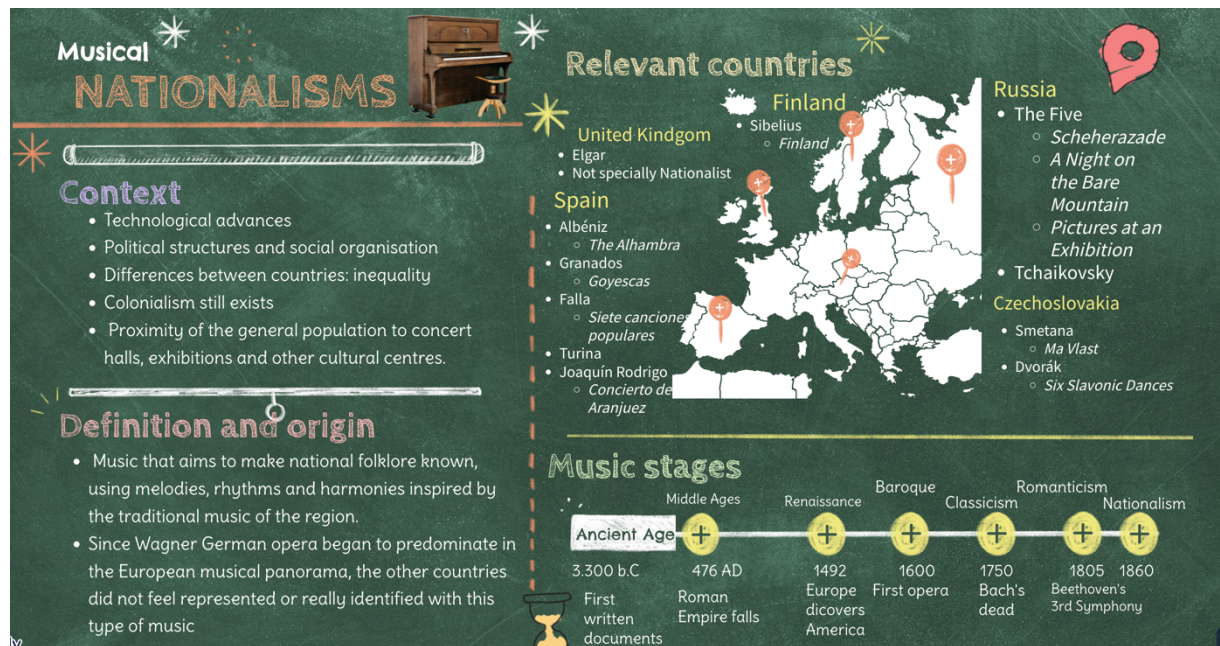 Musical
NATIONALISMS
Context
• Technological advances
• Political structures and social organisation
• Differences between countries: inequality
• Colonialism still exists
• Proximity of the general population to concert
halls, exhibitions and other cultural centres.
Definition and origin
• Music that aims to make national folklore known,
using melodies, rhythms and harmonies inspired by
the traditional music of the region.
• Since Wagner German opera began to predominate in
the European musical panorama, the other countries
did not feel represented or really identified with this
type of music
Relevant countries
United Kindgom
• Elgar
• Not specially Nationalist
Spain
• Albéniz
○ The Alhambra
• Granados
○ Goyescas
• Falla
○ Siete canciones
populares
• Turina
• Joaquín Rodrigo
○ Concierto de
Aranjuez
Finland
• Sibelius
○ Finland
Russia
• The Five
○ Scheherazade
○ A Night on
the Bare
Mountain
○ Pictures at an
Exhibition
• Tchaikovsky
Czechoslovakia
• Smetana
○ Ma Vlast
• Dvorák
○ Six Slavonic Dances
Music stages
Ancient Age
3.300 b.C
First
written
documents
Middle Ages
476 AD
Roman
Empire falls
Renaissance
1492
Europe
dicovers
America
Baroque
1600
First opera
Classicism
1750
Bach's
dead
Romanticism
1805
Beethoven's
3rd Symphony
Nationalism
1860